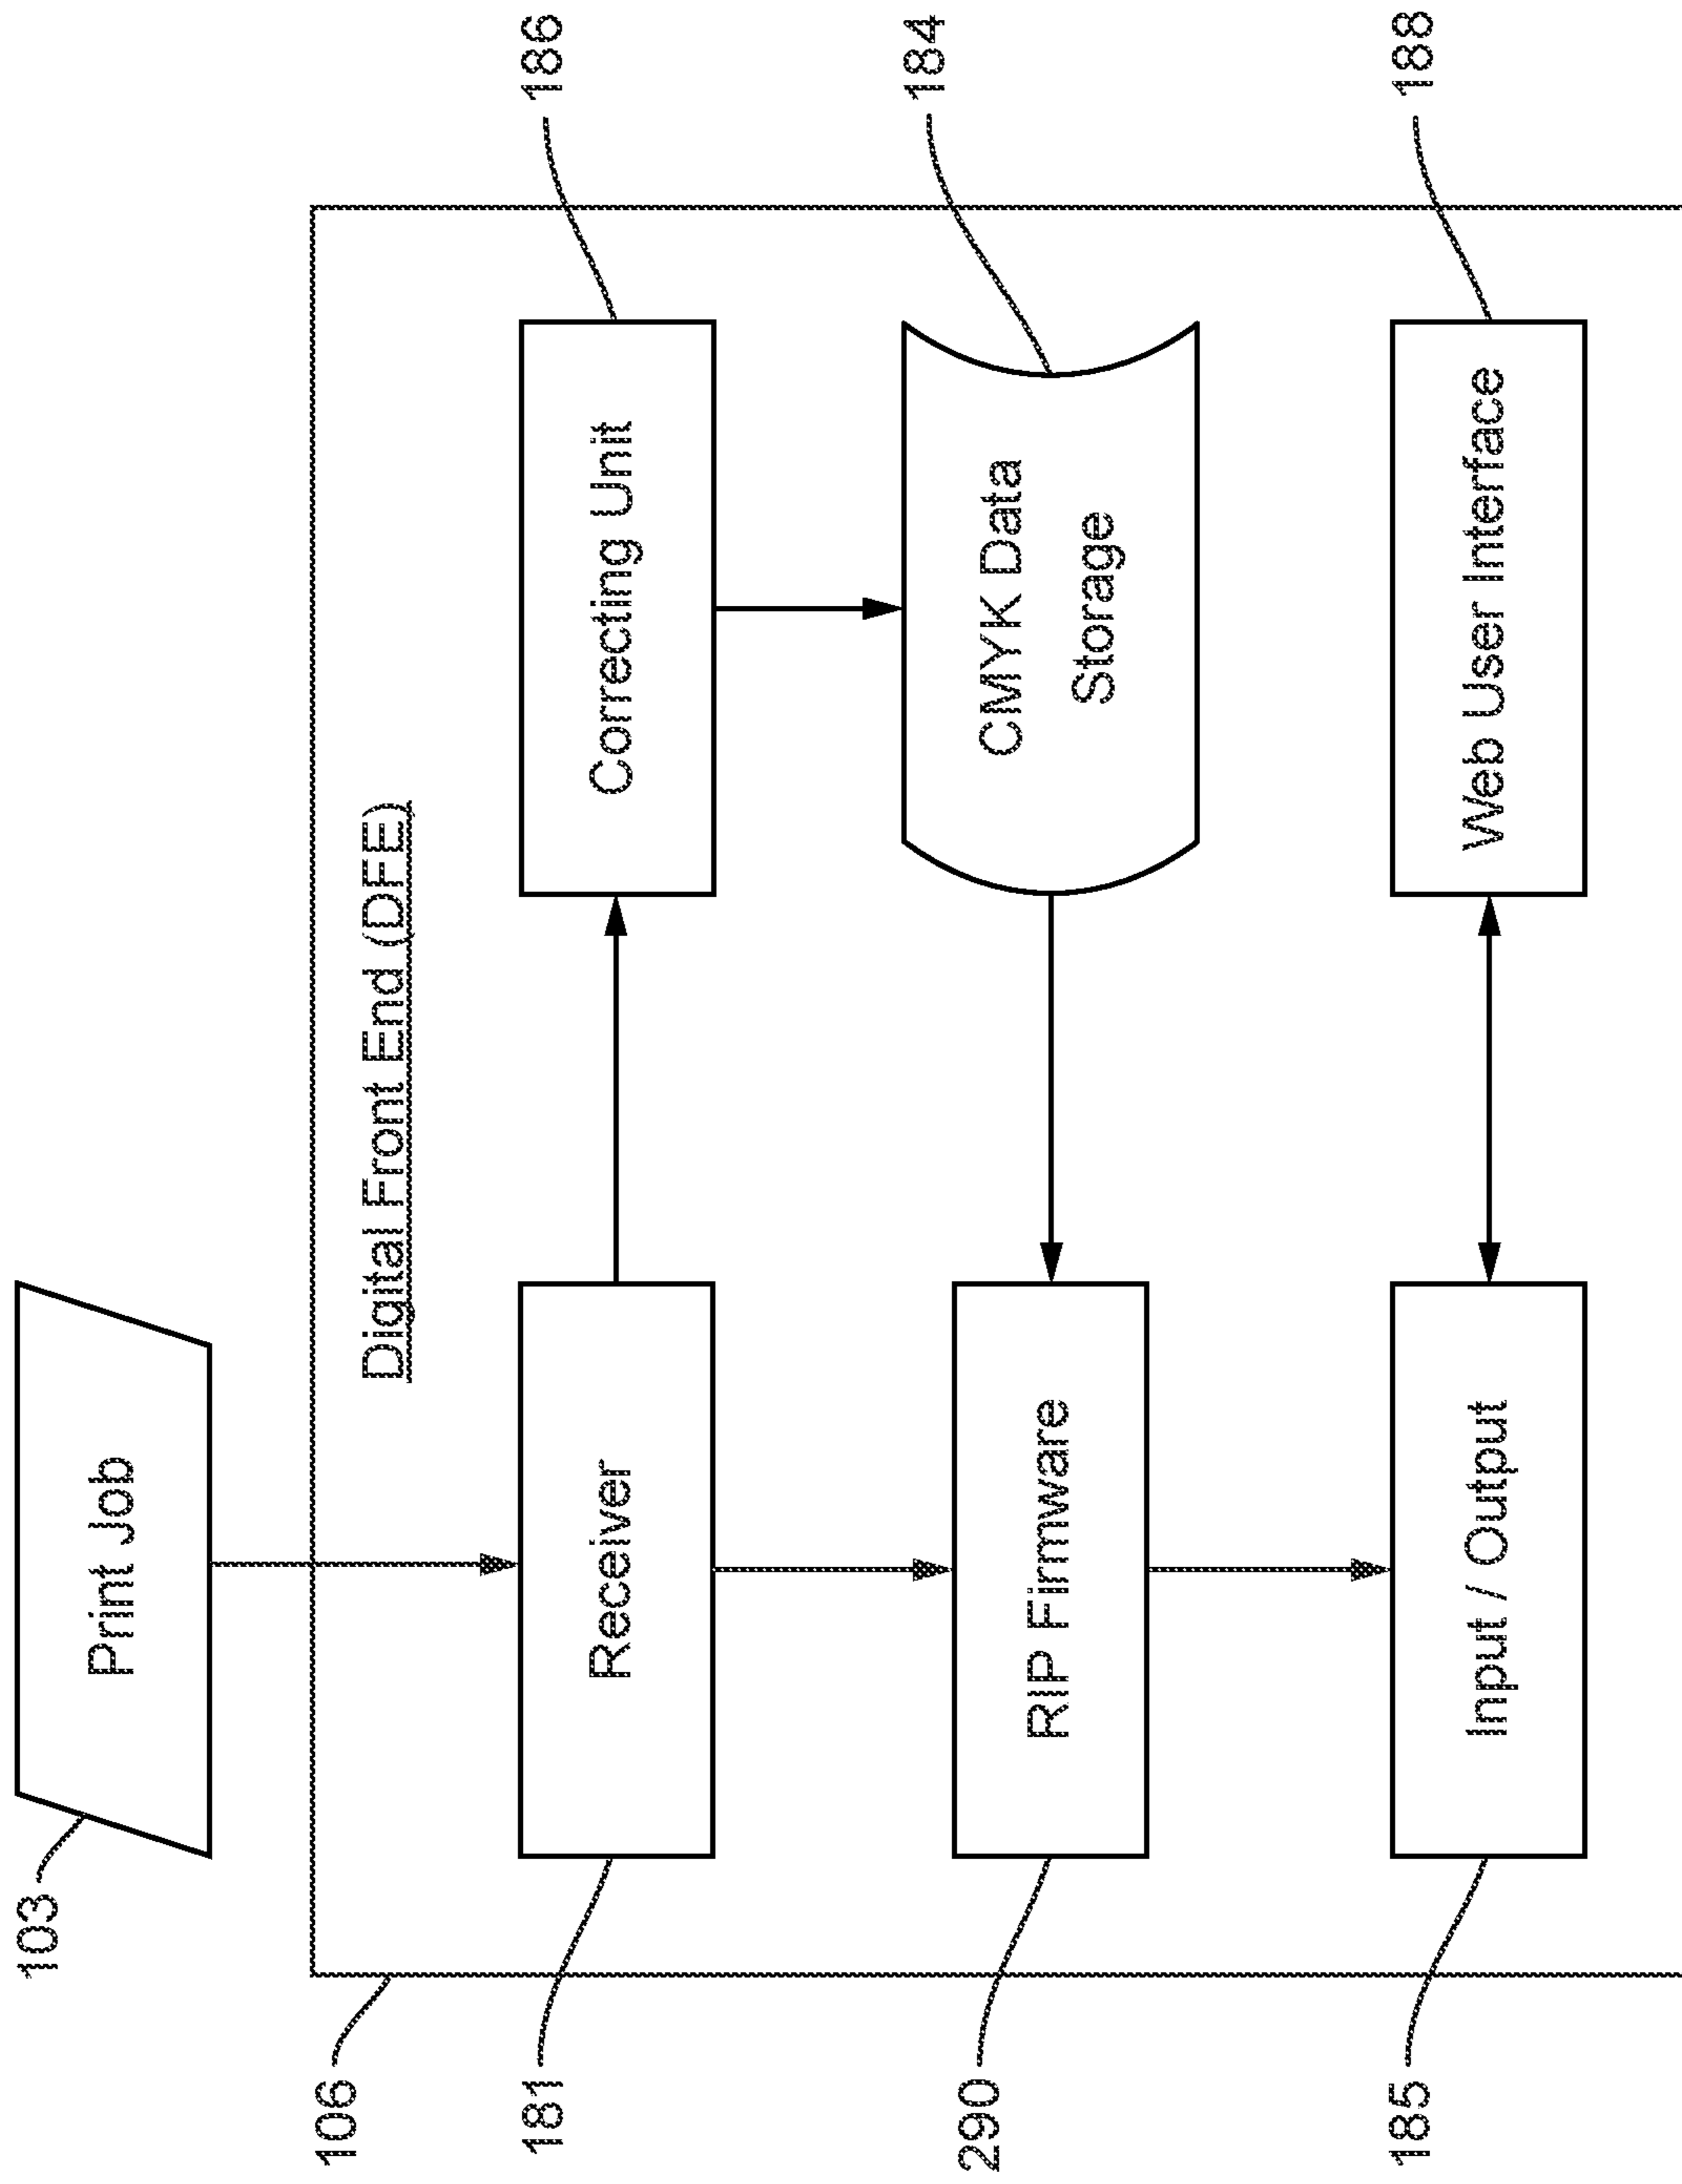 103
Print Job
106
Digital Front End (DFE)
181
186
Receiver
Correcting Unit
184
290
RIP Firmware
CMYK Data
Storage
185
188
Input / Output
Web User Interface